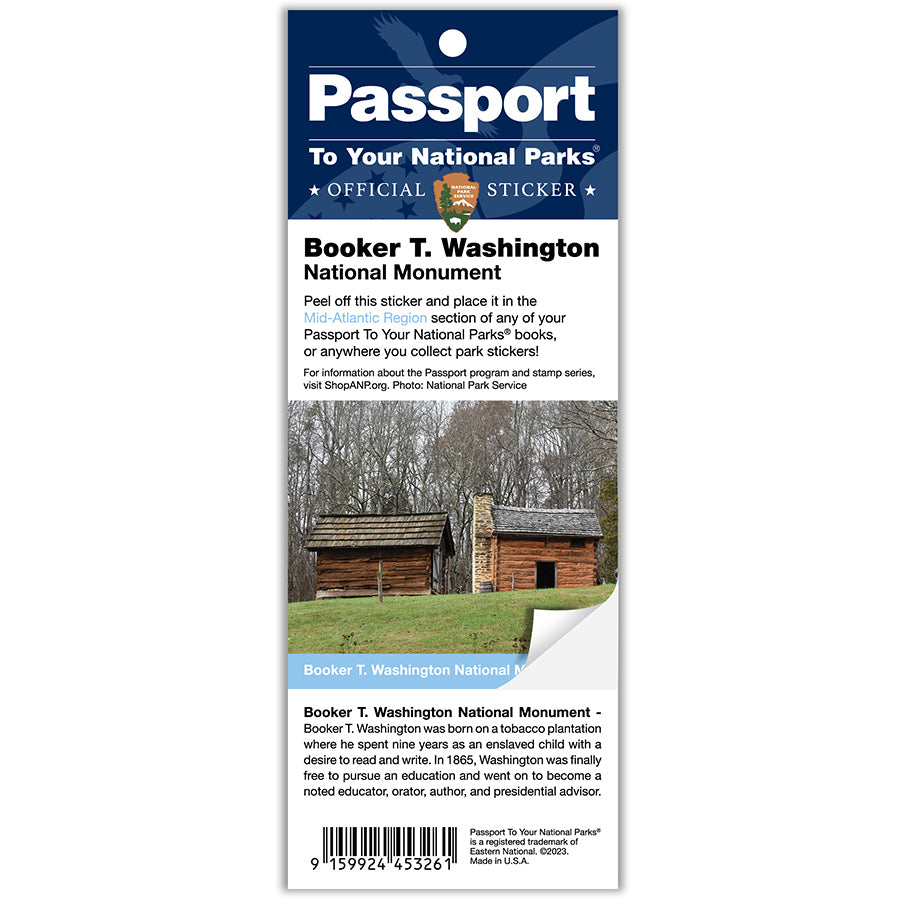 Passport
To Your National Parks®
★ OFFICIAL NATIONAL PARK SERVICE STICKER ★
Booker T. Washington
National Monument
Peel off this sticker and place it in the
Mid-Atlantic Region section of any of your
Passport To Your National Parks® books,
or anywhere you collect park stickers!
For information about the Passport program and stamp series,
visit ShopANP.org. Photo: National Park Service
Booker T. Washington National
Booker T. Washington National Monument -
Booker T. Washington was born on a tobacco plantation
where he spent nine years as an enslaved child with a
desire to read and write. In 1865, Washington was finally
free to pursue an education and went on to become a
noted educator, orator, author, and presidential advisor.
9 159924 453261
Passport To Your National Parks®
is a registered trademark of
Eastern National. ©2023.
Made in U.S.A.